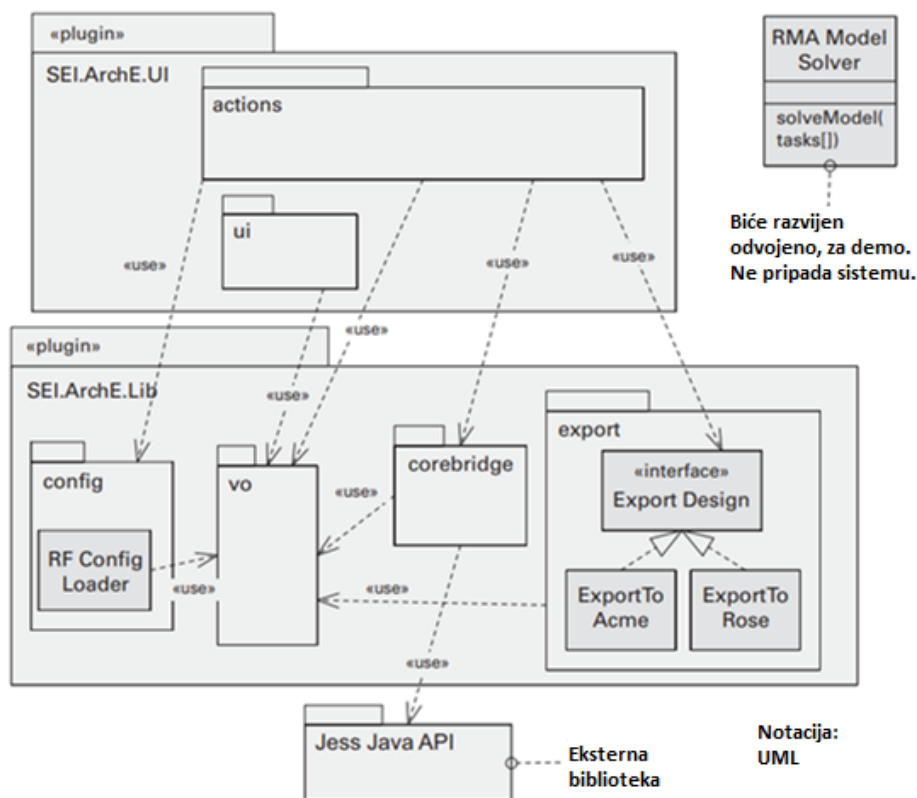 «plugin»
SEI.ArchE.UI
actions
ui
«use»
«use»
«use»
«use»
«use»
RMA Model
Solver
solveModel(
tasks[])
Biće razvijen
odvojeno, za demo.
Ne pripada sistemu.
«plugin»
SEI.ArchE.Lib
config
RF Config
Loader
«use»
vo
«use»
corebridge
«use»
export
«interface»
Export Design
ExportTo
Acme
ExportTo
Rose
«use»
Jess Java API
Eksterna
biblioteka
Notacija:
UML